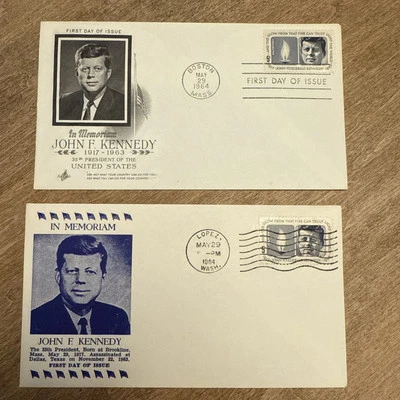 FIRST DAY OF ISSUE
In Memoriam
JOHN F. KENNEDY
1917 - 1963
35th PRESIDENT OF THE
UNITED STATES
BOSTON
MAY
29
1964
MASS.
FIRST DAY OF ISSUE
IN MEMORIAM
JOHN F. KENNEDY
The 35th President, Born at Brookline,
Mass, May 29, 1917. Assassinated at
Dallas, Texas on November 22, 1963.
FIRST DAY OF ISSUE
LOPEZ,
MAY 29
PM
1964
WASH.